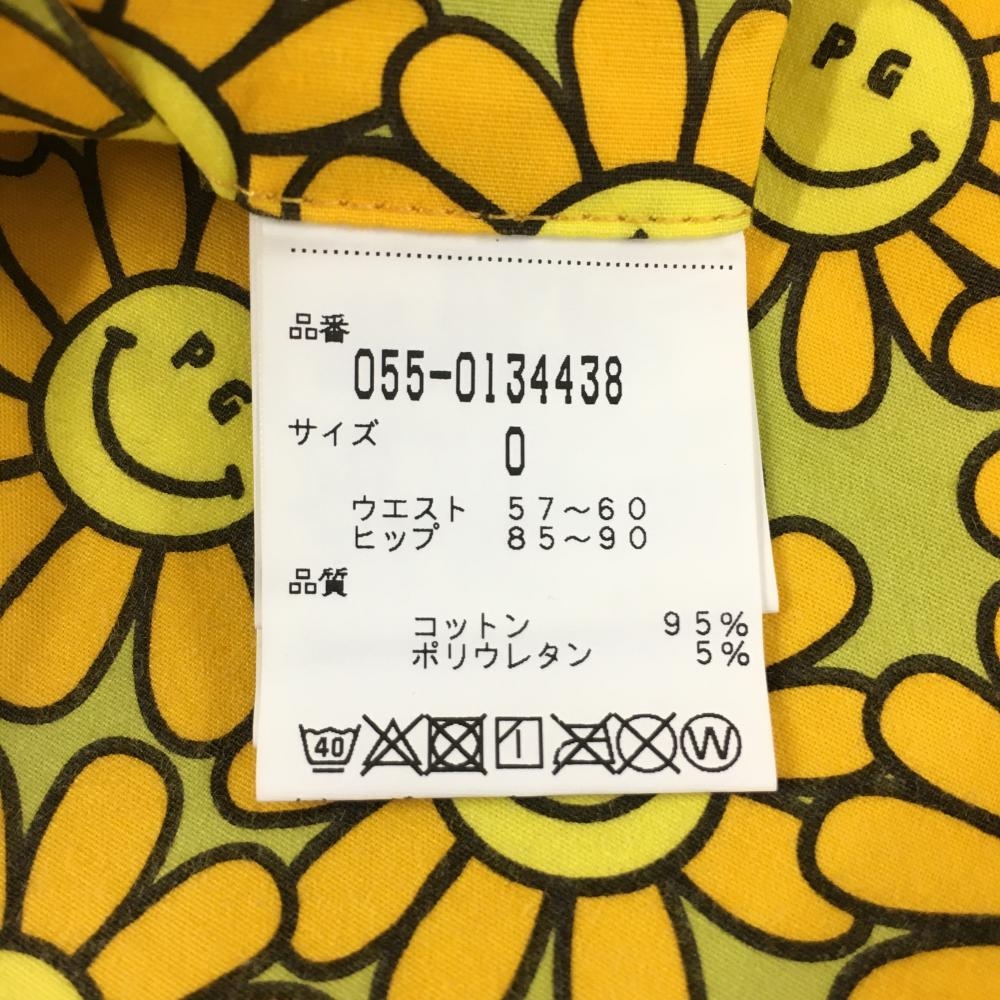 PG
PG
品番
055-0134438
サイズ
0
ウエスト 57〜60
ヒップ 85〜90
品質
コットン 95%
ポリウレタン 5%
40 W